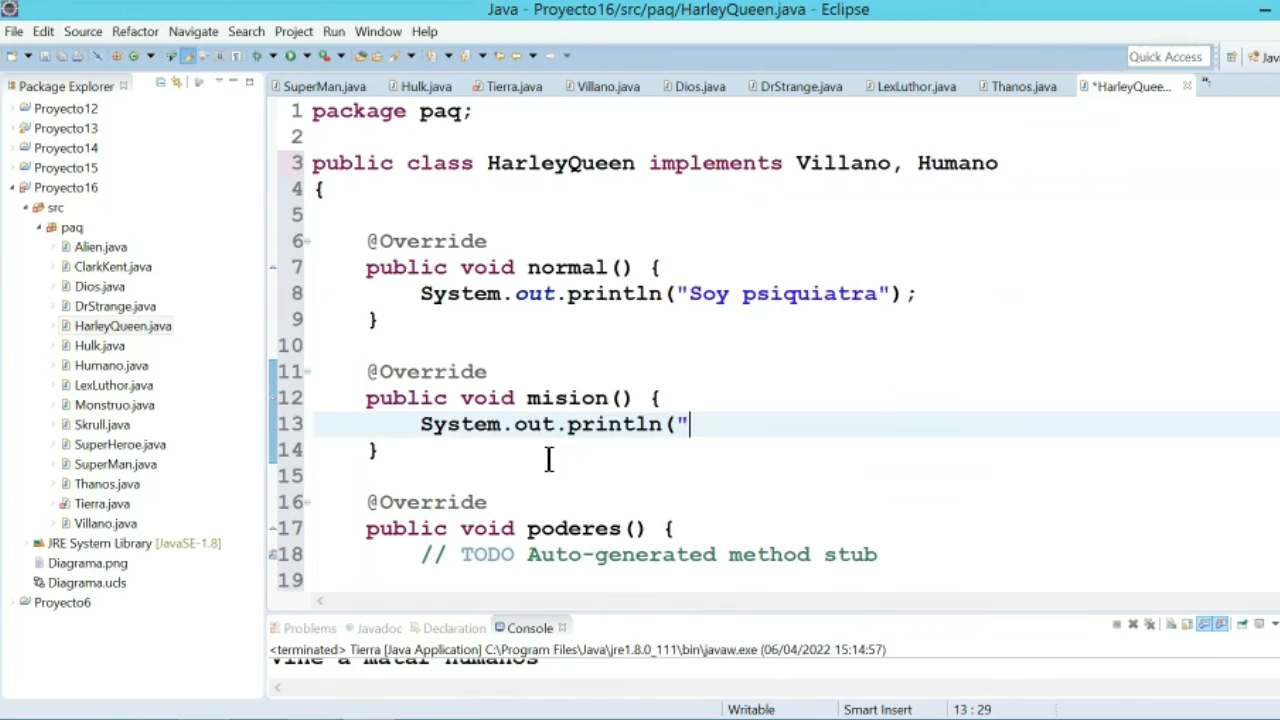 Java - Proyecto16/src/paq/HarleyQueen.java - Eclipse
File Edit Source Refactor Navigate Search Project Run Window Help
Quick Access
Java
Package Explorer
SuperMan.java Hulk.java Tierra.java Villano.java Dios.java DrStrange.java LexLuthor.java Thanos.java *HarleyQuee...
Proyecto12
Proyecto13
Proyecto14
Proyecto15
Proyecto16
src
paq
Alien.java
ClarkKent.java
Dios.java
DrStrange.java
HarleyQueen.java
Hulk.java
Humano.java
LexLuthor.java
Monstruo.java
Skrull.java
SuperHeroe.java
SuperMan.java
Thanos.java
Tierra.java
Villano.java
JRE System Library [JavaSE-1.8]
Diagrama.png
Diagrama.ucls
Proyecto6
1 package paq;
2
3 public class HarleyQueen implements Villano, Humano
4 {
5
6 @Override
7 public void normal() {
8 System.out.println("Soy psiquiatra");
9 }
10
11 @Override
12 public void mision() {
13 System.out.println("
14 }
15
16 @Override
17 public void poderes() {
18 // TODO Auto-generated method stub
19
Problems Javadoc Declaration Console
<terminated> Tierra [Java Application] C:\Program Files\Java\jre1.8.0_111\bin\javaw.exe (06/04/2022 15:14:57)
Vine a matar humanos
Writable Smart Insert 13 : 29